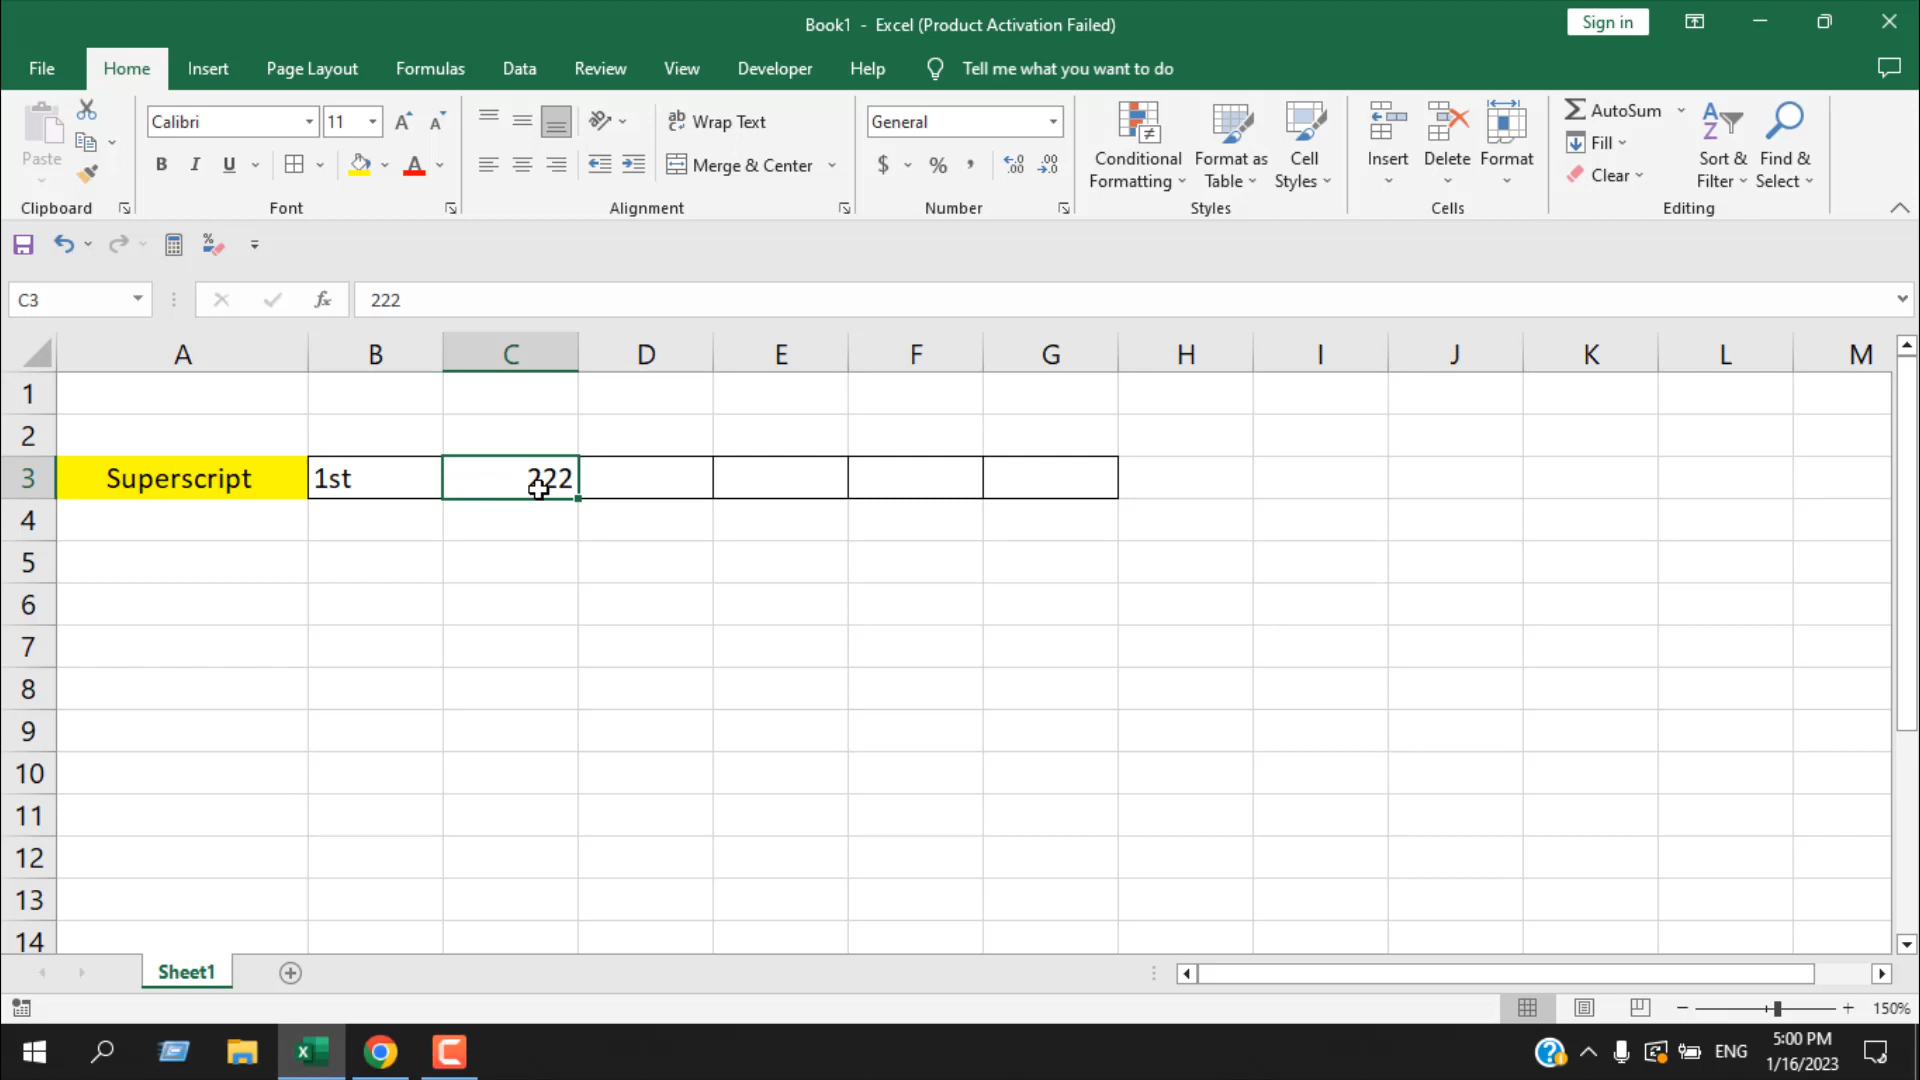 Book1 - Excel (Product Activation Failed)
Sign in
File Home Insert Page Layout Formulas Data Review View Developer Help Tell me what you want to do
Paste
Clipboard
Calibri 11
B I U A
Font
ab Wrap Text
Merge & Center
Alignment
General
$ % ,
Number
Conditional Formatting
Format as Table
Cell Styles
Styles
Insert Delete Format
Cells
AutoSum
Fill
Clear
Sort & Filter
Find & Select
Editing
C3 fx 222
A B C D E F G H I J K L M
1
2
3 Superscript 1st 222
4
5
6
7
8
9
10
11
12
13
14
Sheet1
150%
ENG
5:00 PM
1/16/2023